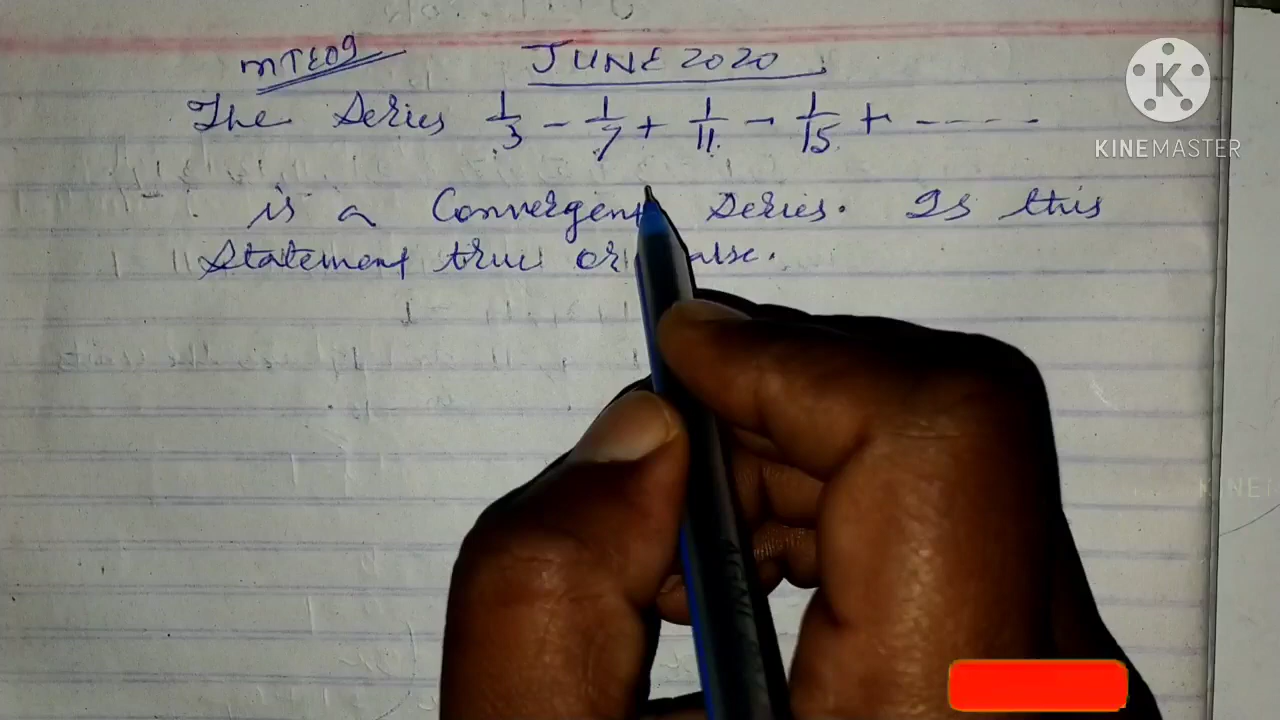 MTE09 JUNE 2020
The Series 1/3 - 1/7 + 1/11 - 1/15 + -----
is a Convergent Series. Is this
Statement true or
K
KINEMASTER